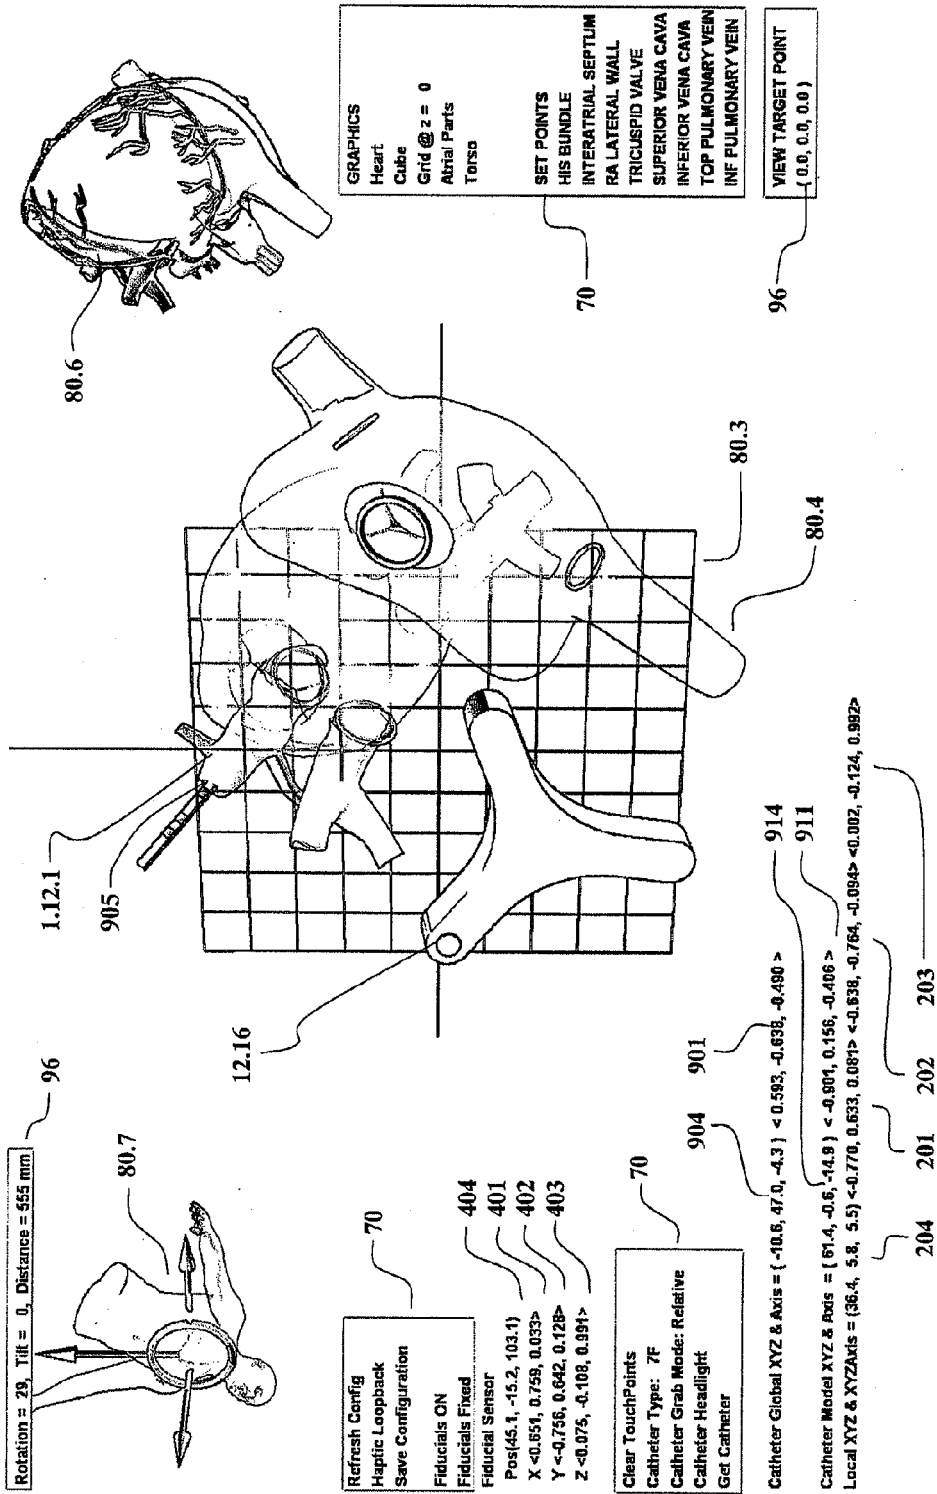 Rotation = 29, Tilt = 0, Distance = 555 mm
96
80.7
1.12.1
905
12.16
80.6
Refresh Config
Haptic Loopback
Save Configuration
Fiducials ON
Fiducials Fixed
Fiducial Sensor
Pos(45.1, -15.2, 103.1)
X <0.651, 0.759, 0.033>
Y <-0.756, 0.642, 0.128>
Z <0.075, -0.108, 0.991>
70
404
401
402
403
GRAPHICS
Heart
Cube
Grid @ z = 0
Atrial Parts
Torso
SET POINTS
HIS BUNDLE
INTERATRIAL SEPTUM
RA LATERAL WALL
TRICUSPID VALVE
SUPERIOR VENA CAVA
INFERIOR VENA CAVA
TOP PULMONARY VEIN
INF PULMONARY VEIN
70
Clear TouchPoints
Catheter Type: 7F
Catheter Grab Mode: Relative
Catheter Headlight
Get Catheter
70
80.3
80.4
VIEW TARGET POINT
( 0.0, 0.0, 0.0 )
96
904
901
914
911
Catheter Global XYZ & Axis = ( -10.6, 47.0, -4.3 ) < 0.593, -0.638, -0.490 >
Catheter Model XYZ & Axis = [ 61.4, -0.6, -14.9 ) < -0.901, 0.156, -0.406 >
Local XYZ & XYZAxis = (36.4, 5.8, 5.5) <-0.770, 0.633, 0.081> <-0.638, -0.764, -0.094> <0.002, -0.124, 0.992>
204
201
202
203